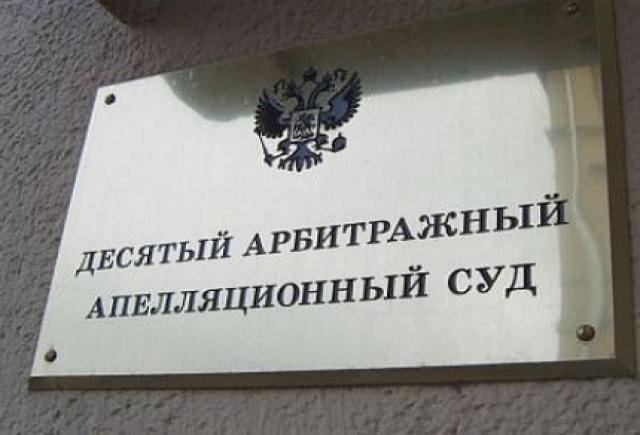 ДЕСЯТЫЙ АРБИТРАЖНЫЙ
АПЕЛЛЯЦИОННЫЙ СУД